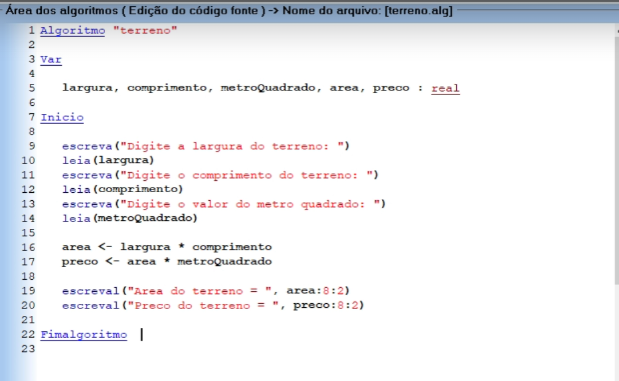 Área dos algoritmos ( Edição do código fonte ) -> Nome do arquivo: [terreno.alg]
1 Algoritmo "terreno"
2
3 Var
4
5 largura, comprimento, metroQuadrado, area, preco : real
6
7 Inicio
8
9 escreva("Digite a largura do terreno: ")
10 leia(largura)
11 escreva("Digite o comprimento do terreno: ")
12 leia(comprimento)
13 escreva("Digite o valor do metro quadrado: ")
14 leia(metroQuadrado)
15
16 area <- largura * comprimento
17 preco <- area * metroQuadrado
18
19 escreval("Area do terreno = ", area:8:2)
20 escreval("Preco do terreno = ", preco:8:2)
21
22 Fimalgoritmo
23